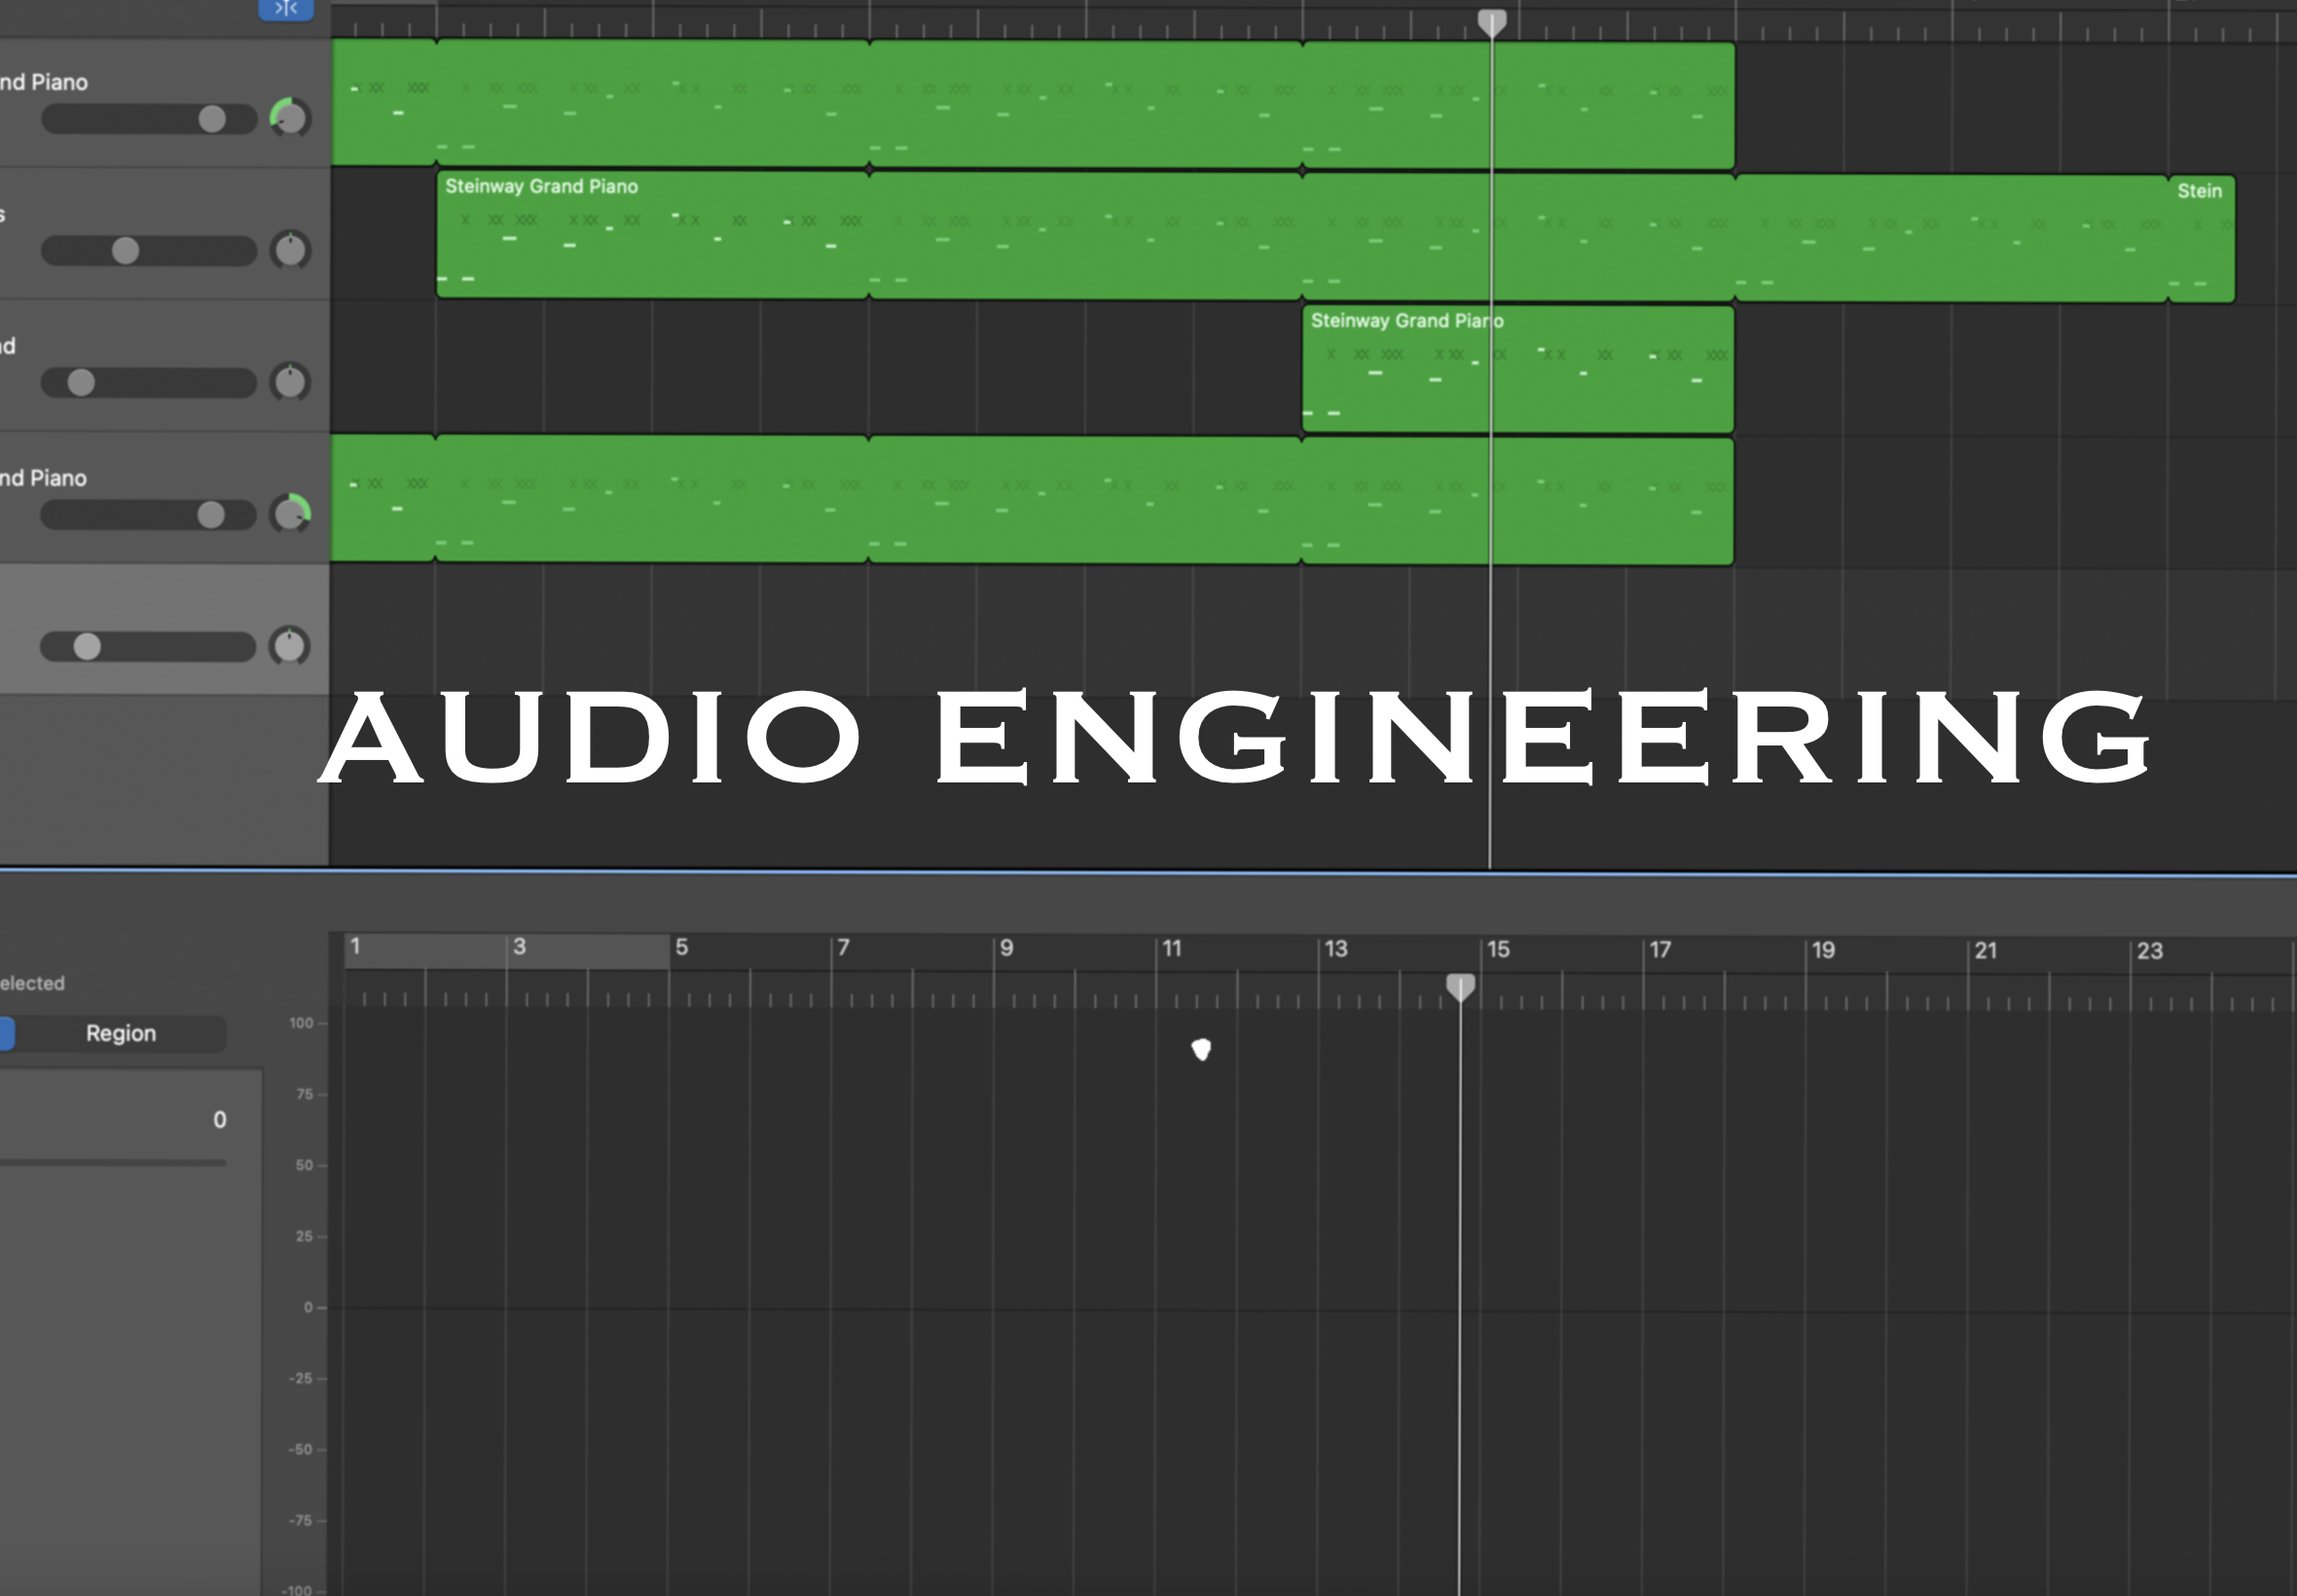 nd Piano
Steinway Grand Piano
Stein
s
Steinway Grand Piano
d
nd Piano
AUDIO ENGINEERING
1 3 5 7 9 11 13 15 17 19 21 23
elected
100
Region
75
0
50
25
0
-25
-50
-75
-100